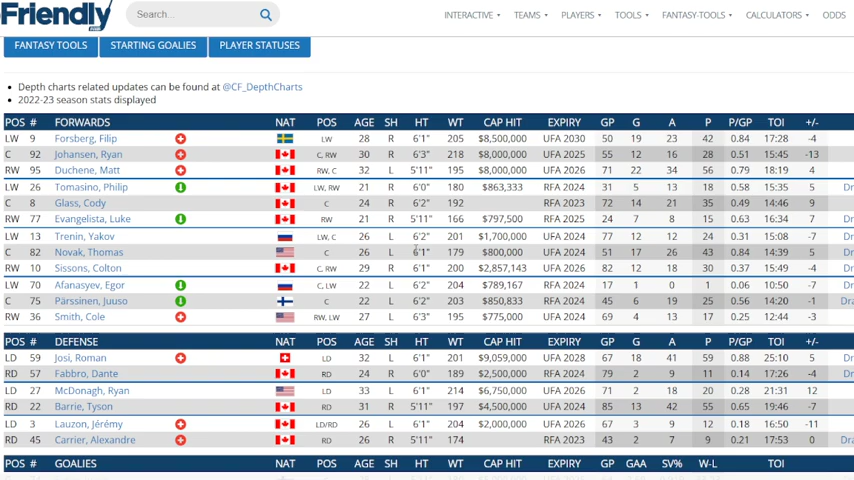 Friendly
Search...
INTERACTIVE TEAMS PLAYERS TOOLS FANTASY-TOOLS CALCULATORS ODDS
FANTASY TOOLS STARTING GOALIES PLAYER STATUSES
• Depth charts related updates can be found at @CF_DepthCharts
• 2022-23 season stats displayed
POS # FORWARDS NAT POS AGE SH HT WT CAP HIT EXPIRY GP G A P P/GP TOI +/-
LW 9 Forsberg, Filip LW 28 R 6'1" 205 $8,500,000 UFA 2030 50 19 23 42 0.84 17:28 -4
C 92 Johansen, Ryan C, RW 30 R 6'3" 218 $8,000,000 UFA 2025 55 12 16 28 0.51 15:45 -13
RW 95 Duchene, Matt RW, C 32 L 5'11" 195 $8,000,000 UFA 2026 71 22 34 56 0.79 18:19 4
LW 26 Tomasino, Philip LW, RW 21 R 6'0" 180 $863,333 RFA 2024 31 5 13 18 0.58 15:35 5 Dr
C 8 Glass, Cody C 24 R 6'2" 192 RFA 2023 72 14 21 35 0.49 14:46 9
RW 77 Evangelista, Luke RW 21 R 5'11" 166 $797,500 RFA 2025 24 7 8 15 0.63 16:34 7 Dr
LW 13 Trenin, Yakov LW, C 26 L 6'2" 201 $1,700,000 UFA 2024 77 12 12 24 0.31 15:08 -7
C 82 Novak, Thomas C 26 L 6'1" 179 $800,000 UFA 2024 51 17 26 43 0.84 14:39 5
RW 10 Sissons, Colton C, RW 29 R 6'1" 200 $2,857,143 UFA 2026 82 12 18 30 0.37 15:49 -4
LW 70 Afanasyev, Egor C, LW 22 L 6'2" 204 $789,167 RFA 2024 17 1 0 1 0.06 10:50 -7
C 75 Pärssinen, Juuso C 22 L 6'2" 203 $850,833 RFA 2024 45 6 19 25 0.56 14:20 -1 Dra
RW 36 Smith, Cole RW, LW 27 L 6'3" 195 $775,000 UFA 2024 69 4 13 17 0.25 12:44 -3
POS # DEFENSE NAT POS AGE SH HT WT CAP HIT EXPIRY GP G A P P/GP TOI +/-
LD 59 Josi, Roman LD 32 L 6'1" 201 $9,059,000 UFA 2028 67 18 41 59 0.88 25:10 5 Dr
RD 57 Fabbro, Dante RD 24 R 6'0" 189 $2,500,000 RFA 2024 79 2 9 11 0.14 17:26 -4 Dr
LD 27 McDonagh, Ryan LD 33 L 6'1" 214 $6,750,000 UFA 2026 71 2 18 20 0.28 21:31 12
RD 22 Barrie, Tyson RD 31 R 5'11" 197 $4,500,000 UFA 2024 85 13 42 55 0.65 19:46 -7
LD 3 Lauzon, Jérémy LD/RD 26 L 6'1" 204 $2,000,000 UFA 2026 67 3 9 12 0.18 16:50 -11
RD 45 Carrier, Alexandre RD 26 R 5'11" 174 RFA 2023 43 2 7 9 0.21 17:53 0 Dra
POS # GOALIES NAT POS AGE SH HT WT CAP HIT EXPIRY GP GAA SV% W-L TOI